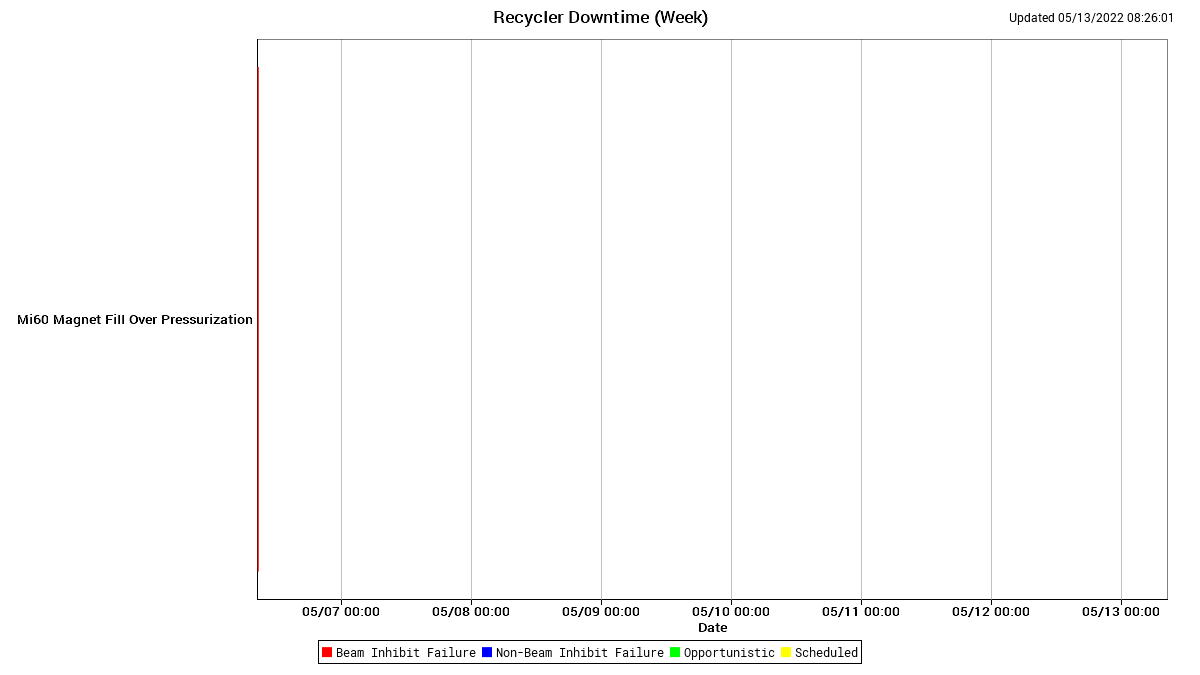 Recycler Downtime (Week)
Updated 05/13/2022 08:26:01
Mi60 Magnet Fill Over Pressurization
05/07 00:00 05/08 00:00 05/09 00:00 05/10 00:00 05/11 00:00 05/12 00:00 05/13 00:00
Date
Beam Inhibit Failure Non-Beam Inhibit Failure Opportunistic Scheduled